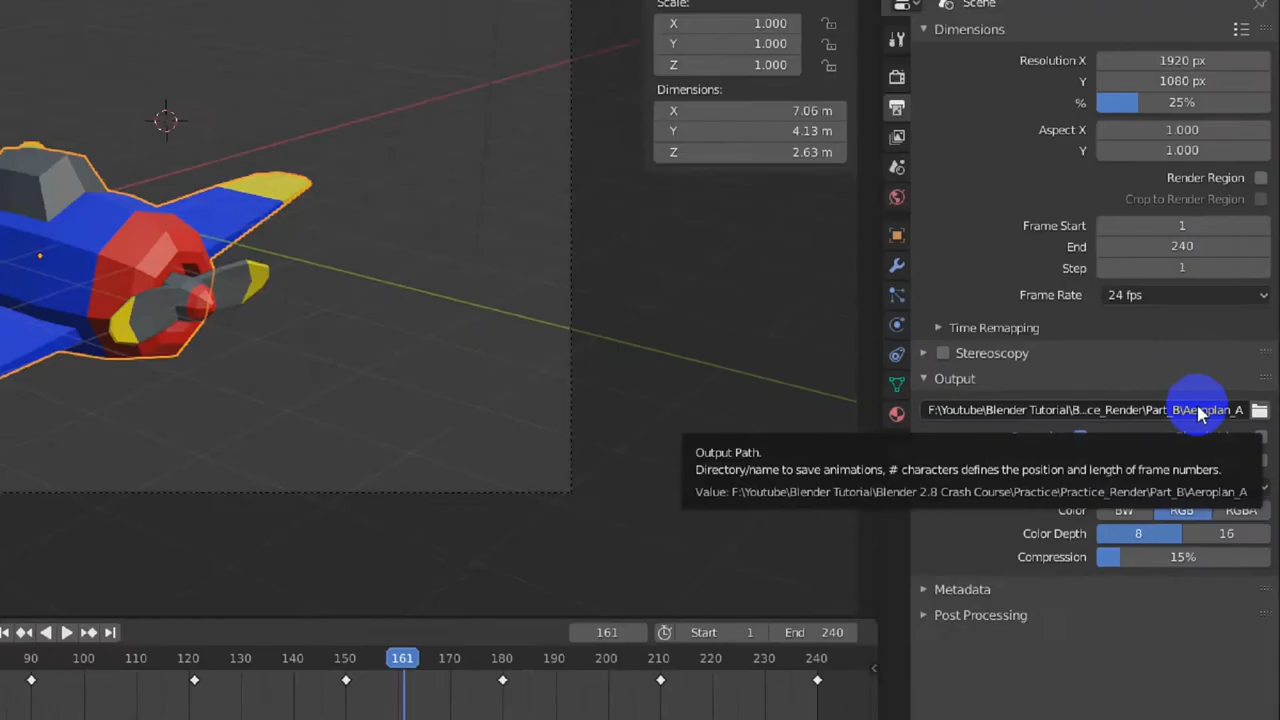 Scale:
X 1.000
Y 1.000
Z 1.000
Dimensions:
X 7.06 m
Y 4.13 m
Z 2.63 m
Scene
Dimensions
Resolution X 1920 px
Y 1080 px
% 25%
Aspect X 1.000
Y 1.000
Render Region
Crop to Render Region
Frame Start 1
End 240
Step 1
Frame Rate 24 fps
Time Remapping
Stereoscopy
Output
F:\Youtube\Blender Tutorial\B...ce_Render\Part_B\Aeroplan_A
Output Path.
Directory/name to save animations, # characters defines the position and length of frame numbers.
Value: F:\Youtube\Blender Tutorial\Blender 2.8 Crash Course\Practice\Practice_Render\Part_B\Aeroplan_A
Color BW RGB RGBA
Color Depth 8 16
Compression 15%
Metadata
Post Processing
161 Start 1 End 240
90 100 110 121 130 140 150 161 170 180 190 200 210 220 230 240